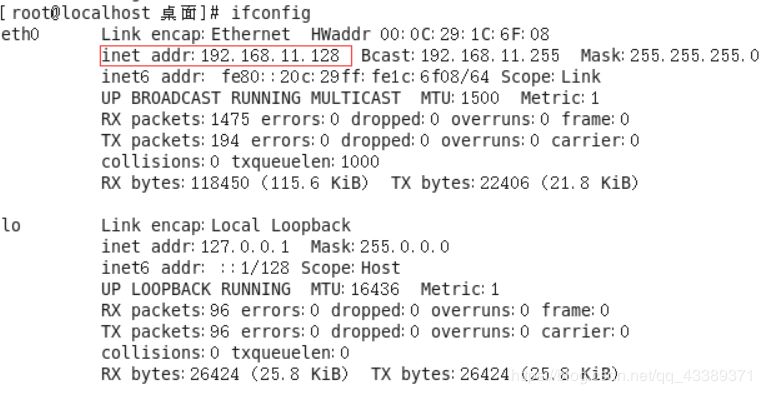 [root@localhost 桌面]# ifconfig
eth0      Link encap:Ethernet  HWaddr 00:0C:29:1C:6F:08
          inet addr:192.168.11.128  Bcast:192.168.11.255  Mask:255.255.255.0
          inet6 addr: fe80::20c:29ff:fe1c:6f08/64 Scope:Link
          UP BROADCAST RUNNING MULTICAST  MTU:1500  Metric:1
          RX packets:1475 errors:0 dropped:0 overruns:0 frame:0
          TX packets:194 errors:0 dropped:0 overruns:0 carrier:0
          collisions:0 txqueuelen:1000
          RX bytes:118450 (115.6 KiB)  TX bytes:22406 (21.8 KiB)
lo        Link encap:Local Loopback
          inet addr:127.0.0.1  Mask:255.0.0.0
          inet6 addr: ::1/128 Scope:Host
          UP LOOPBACK RUNNING  MTU:16436  Metric:1
          RX packets:96 errors:0 dropped:0 overruns:0 frame:0
          TX packets:96 errors:0 dropped:0 overruns:0 carrier:0
          collisions:0 txqueuelen:0
          RX bytes:26424 (25.8 KiB)  TX bytes:26424 (25.8 KiB)
https://blog.csdn.net/qq_43389371